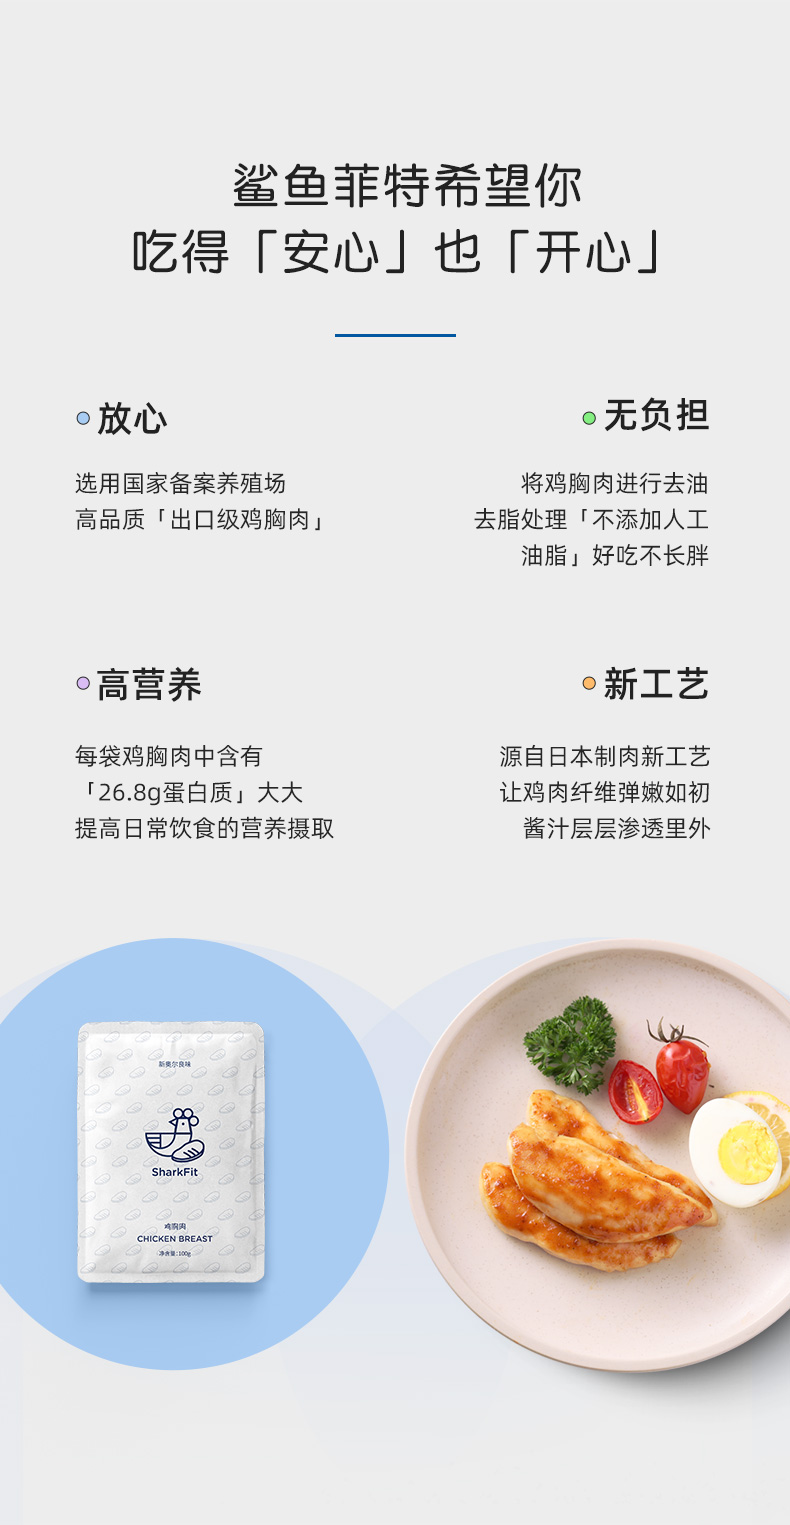 鲨鱼菲特希望你
吃得「安心」也「开心」
放心
选用国家备案养殖场
高品质「出口级鸡胸肉」
无负担
将鸡胸肉进行去油
去脂处理「不添加人工
油脂」好吃不长胖
高营养
每袋鸡胸肉中含有
「26.8g蛋白质」大大
提高日常饮食的营养摄取
新工艺
源自日本制肉新工艺
让鸡肉纤维弹嫩如初
酱汁层层渗透里外
新奥尔良味
SharkFit
鸡胸肉
CHICKEN BREAST
净含量:100g